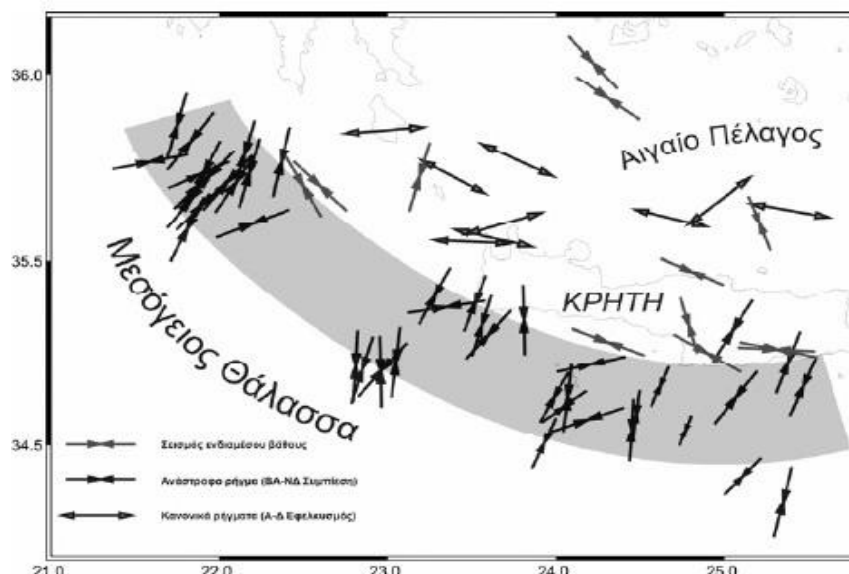 36.0
Αιγαίο Πέλαγος
35.5
ΚΡΗΤΗ
Μεσόγειος Θάλασσα
34.5
Σεισμός ενδιαμέσου βάθους
Ανάστροφα ρήγμα (ΒΑ-ΝΔ Συμπίεση)
Κανονικά ρήγματα (Α-Δ Εφελκυσμός)
21.0 22.0 23.0 24.0 25.0